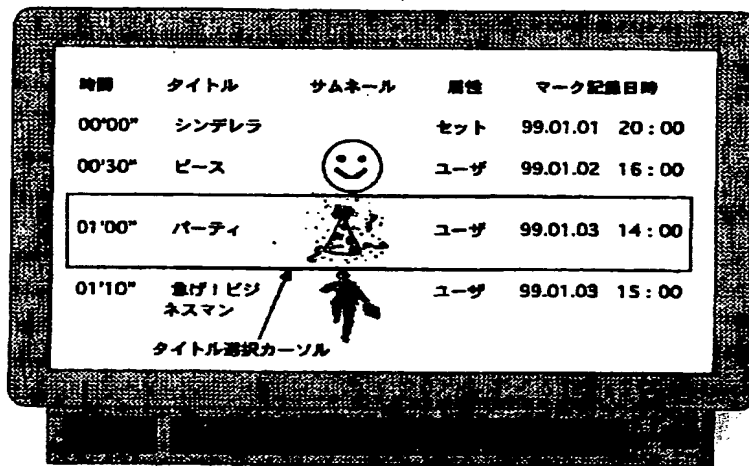 時間 タイトル サムネール 属性 マーク記録日時
00'00" シンデレラ セット 99.01.01 20:00
00'30" ピース ユーザ 99.01.02 16:00
01'00" パーティ ユーザ 99.01.03 14:00
01'10" 急げ!ビジ ユーザ 99.01.03 15:00
ネスマン
タイトル選択カーソル